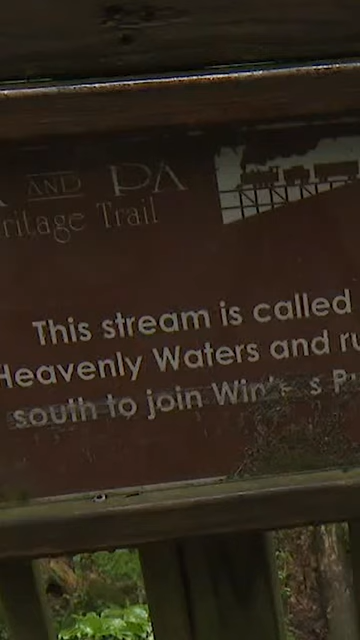 AND PA
ritage Trail
This stream is called
Heavenly Waters and ru
south to join Win